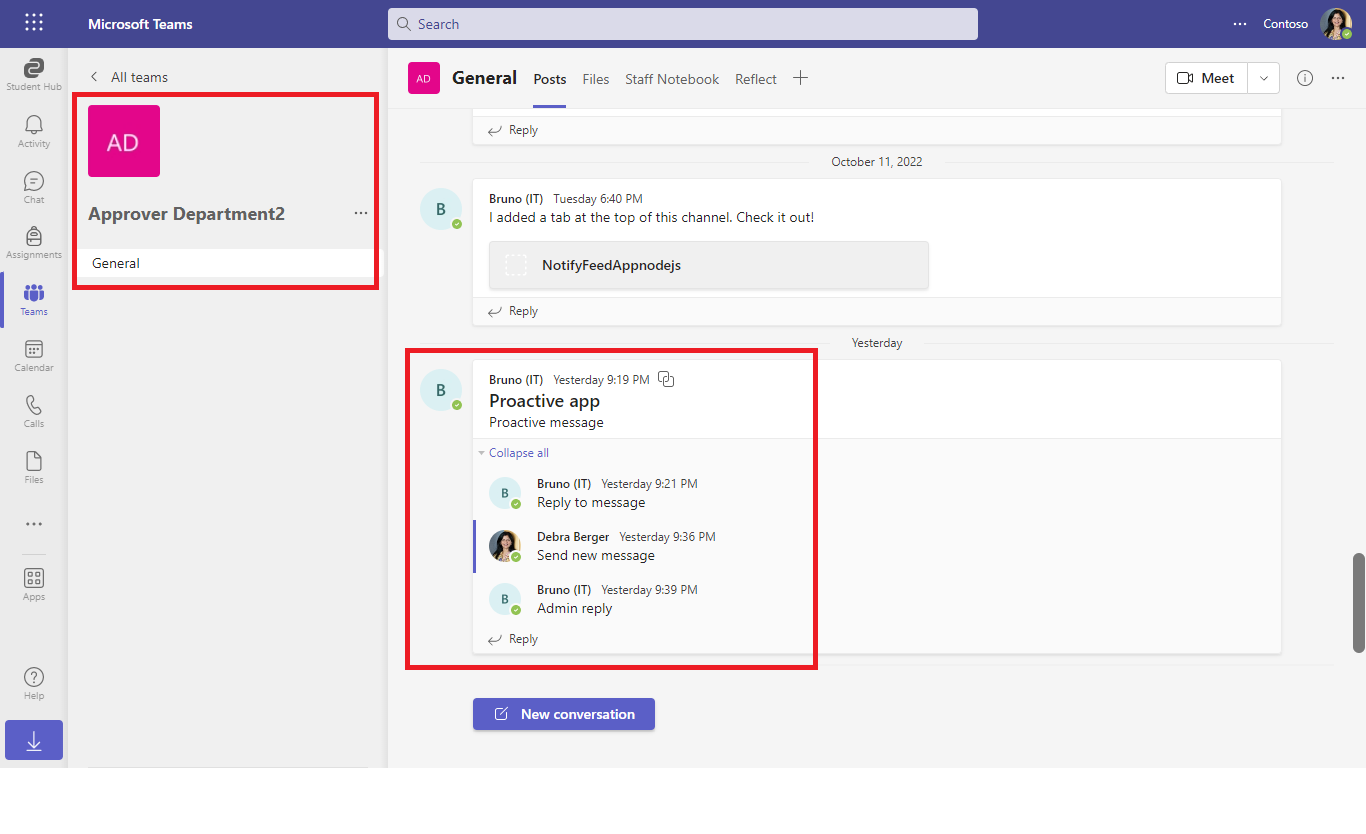 Microsoft Teams
Search
Contoso
Student Hub
Activity
Chat
Assignments
Teams
Calendar
Calls
Files
Apps
Help
All teams
AD
Approver Department2
General
AD
General
Posts
Files
Staff Notebook
Reflect
Meet
Reply
October 11, 2022
B
Bruno (IT) Tuesday 6:40 PM
I added a tab at the top of this channel. Check it out!
NotifyFeedAppnodejs
Reply
Yesterday
B
Bruno (IT) Yesterday 9:19 PM
Proactive app
Proactive message
Collapse all
B
Bruno (IT) Yesterday 9:21 PM
Reply to message
Debra Berger Yesterday 9:36 PM
Send new message
B
Bruno (IT) Yesterday 9:39 PM
Admin reply
Reply
New conversation